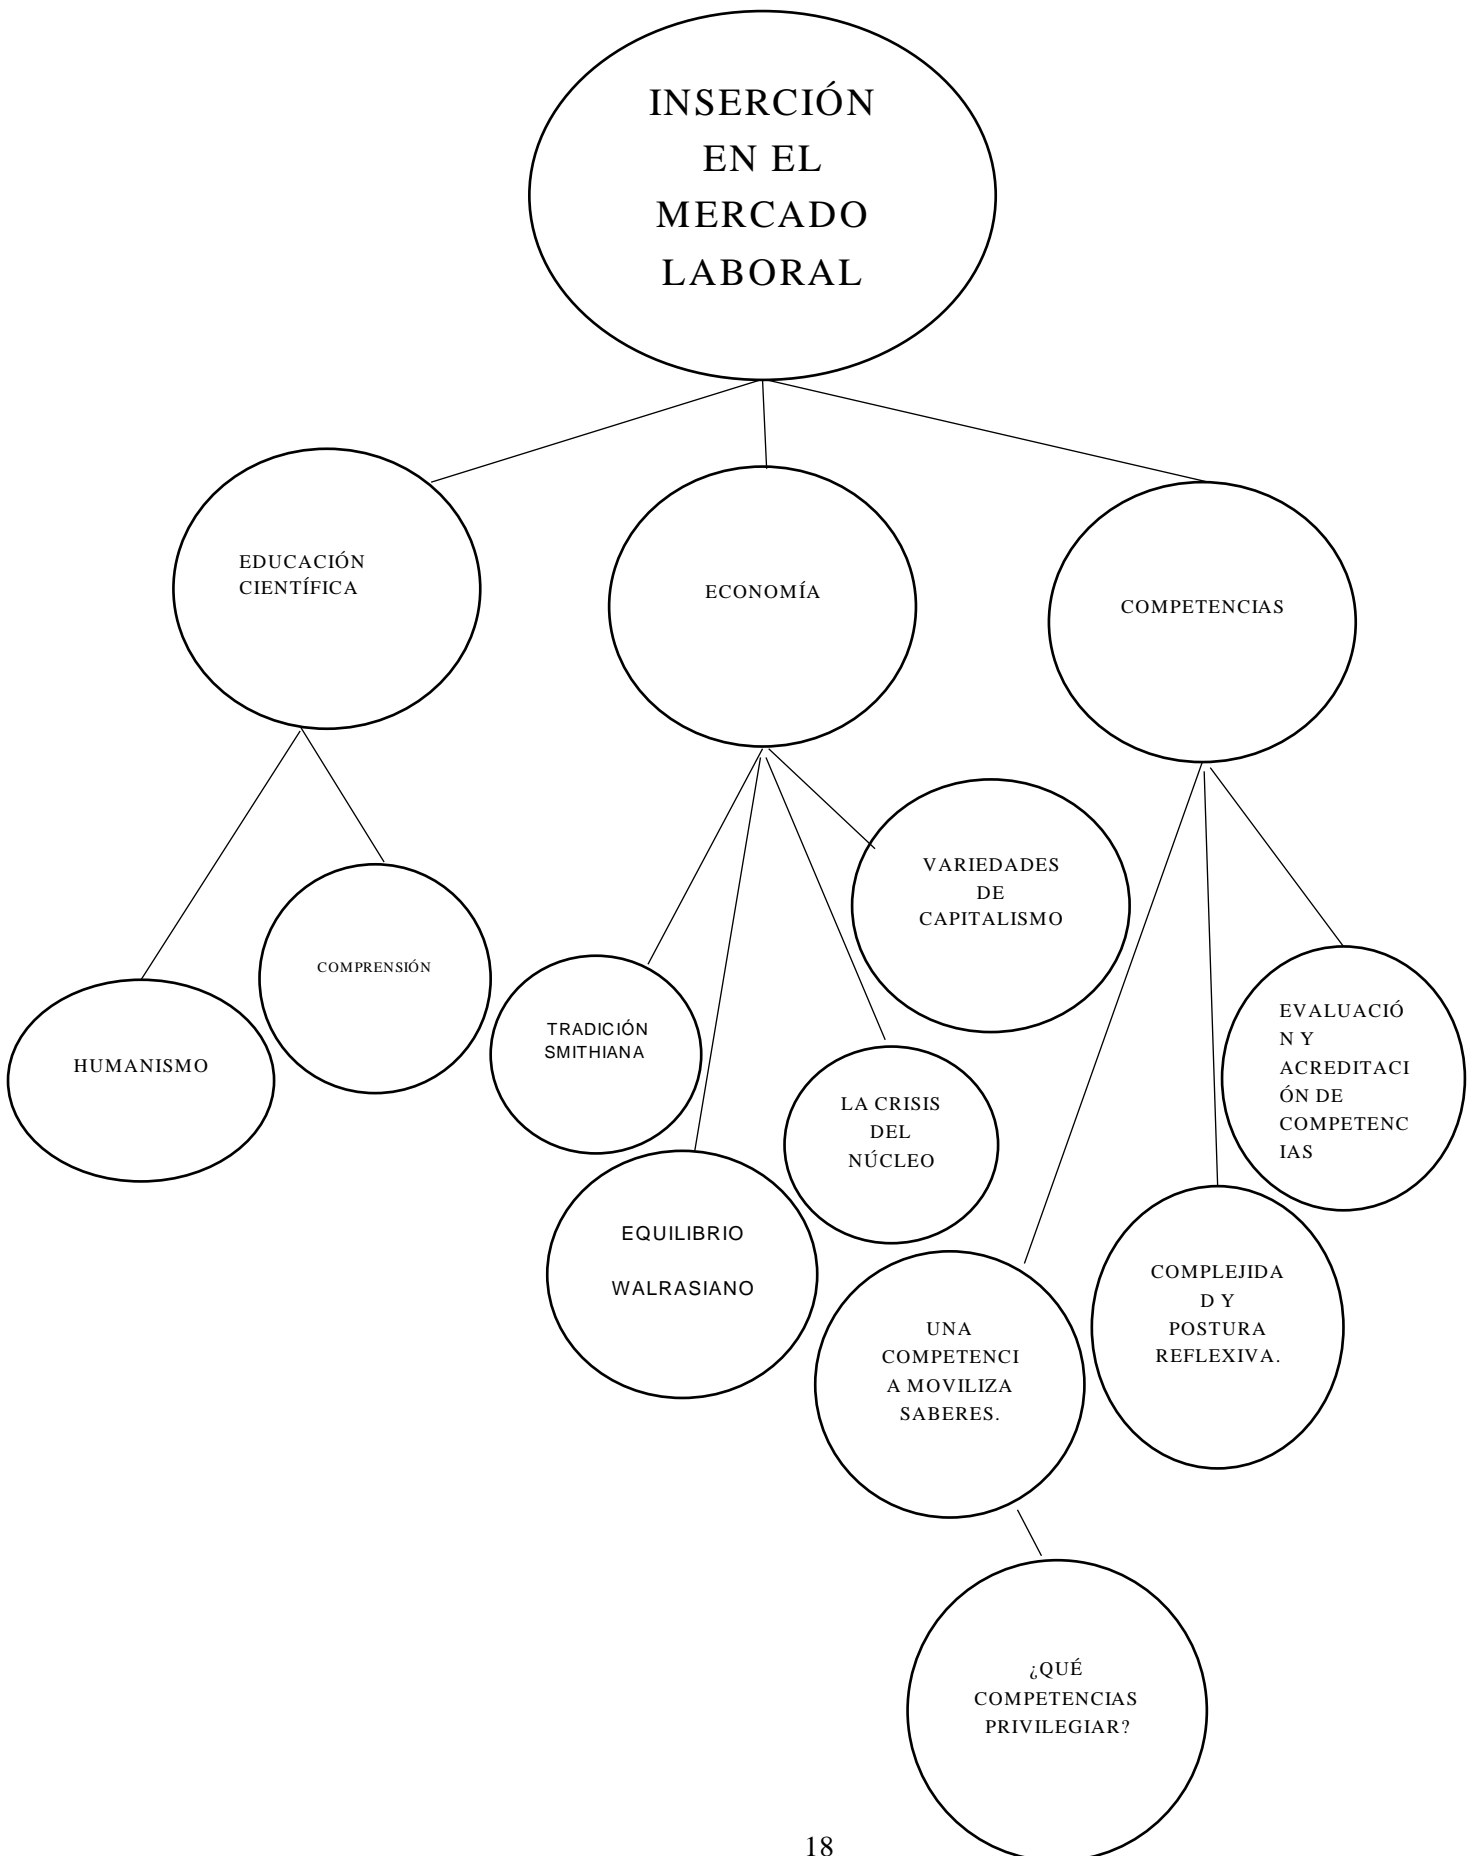 INSERCIÓN
EN EL
MERCADO
LABORAL
EDUCACIÓN
CIENTÍFICA
ECONOMÍA
COMPETENCIAS
HUMANISMO
COMPRENSIÓN
TRADICIÓN
SMITHIANA
EQUILIBRIO
WALRASIANO
LA CRISIS
DEL
NÚCLEO
VARIEDADES
DE
CAPITALISMO
UNA
COMPETENCI
A MOVILIZA
SABERES.
COMPLEJIDA
D Y
POSTURA
REFLEXIVA.
EVALUACIÓ
N Y
ACREDITACI
ÓN DE
COMPETENC
IAS
¿QUÉ
COMPETENCIAS
PRIVILEGIAR?
18